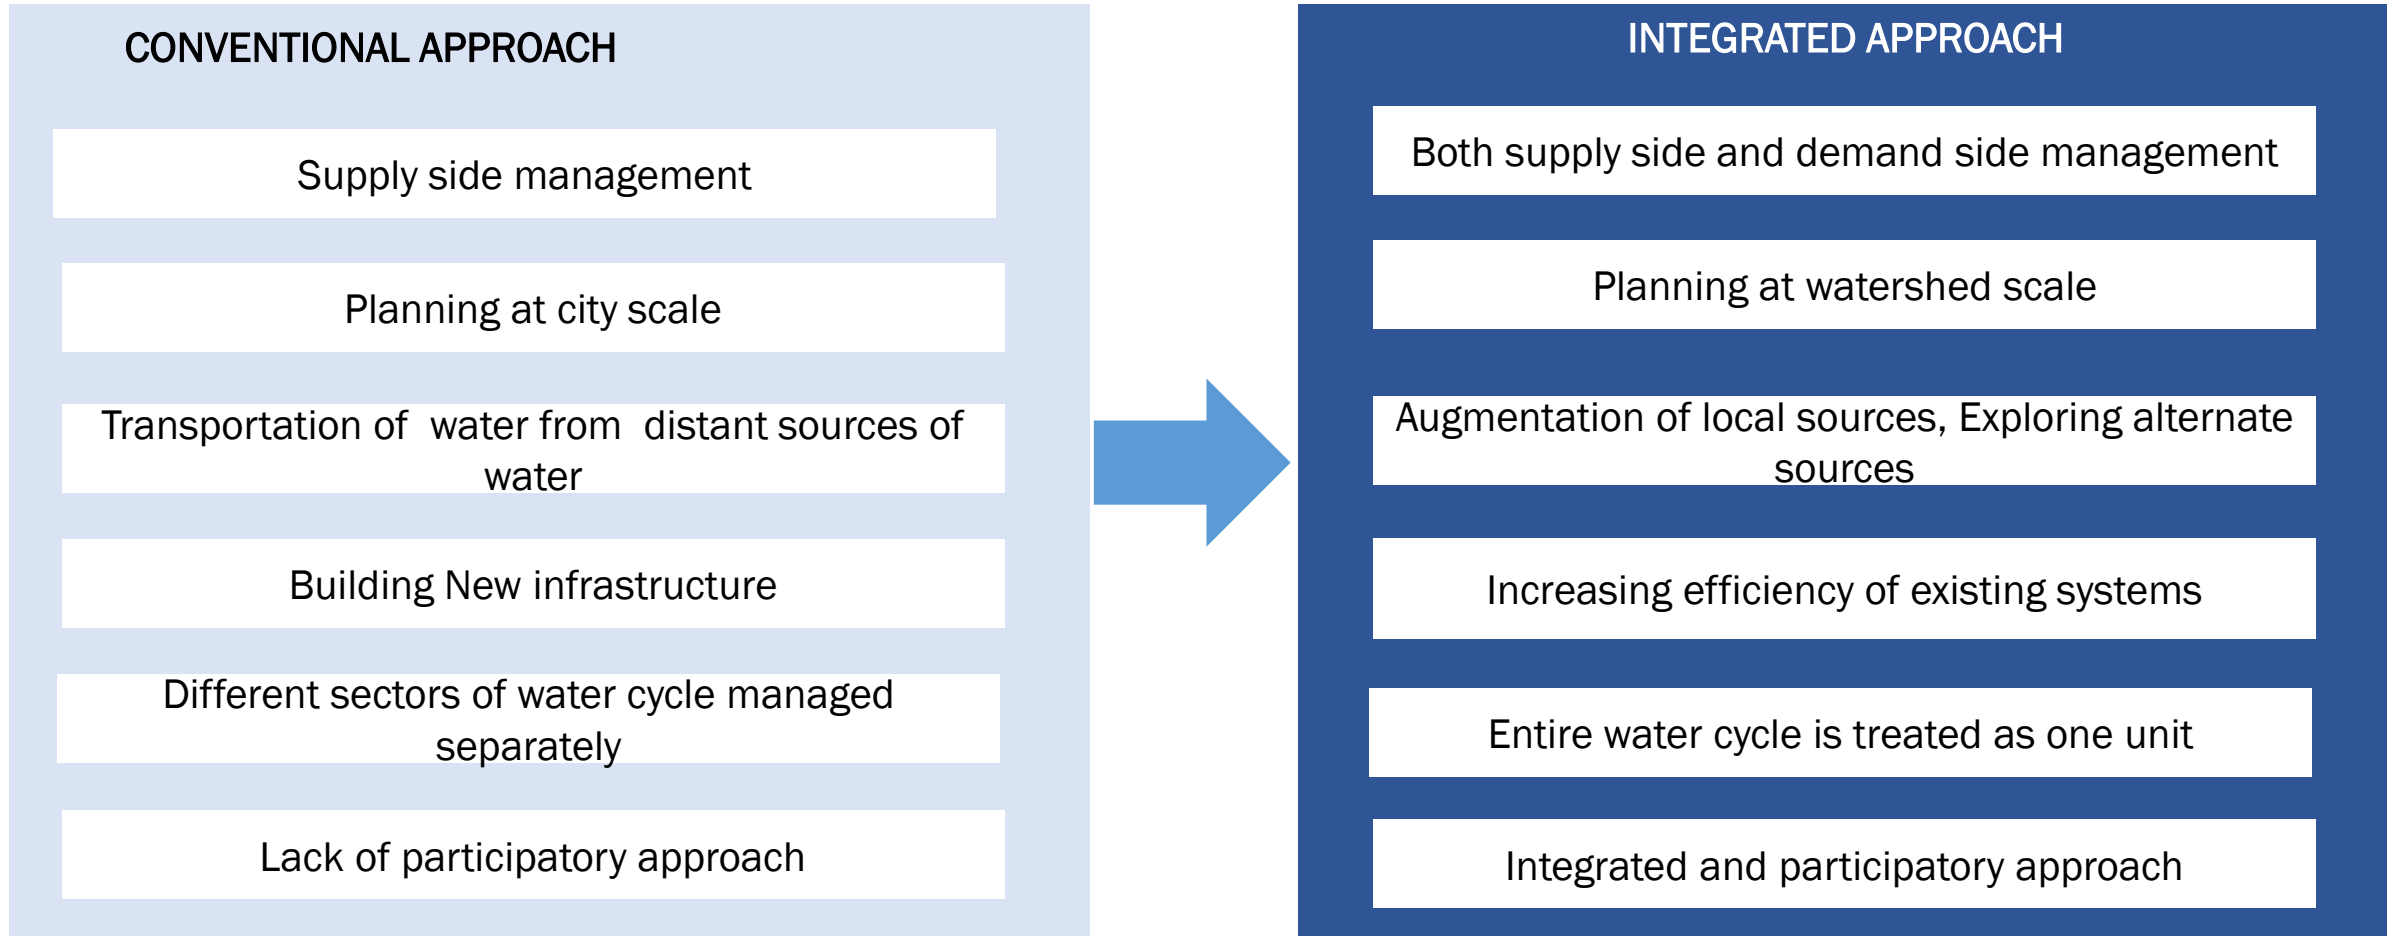 CONVENTIONAL APPROACH
Supply side management
Planning at city scale
Transportation of  water from  distant sources of
water
Building New infrastructure
Different sectors of water cycle managed
separately
Lack of participatory approach
INTEGRATED APPROACH
Both supply side and demand side management
Planning at watershed scale
Augmentation of local sources, Exploring alternate
sources
Increasing efficiency of existing systems
Entire water cycle is treated as one unit
Integrated and participatory approach